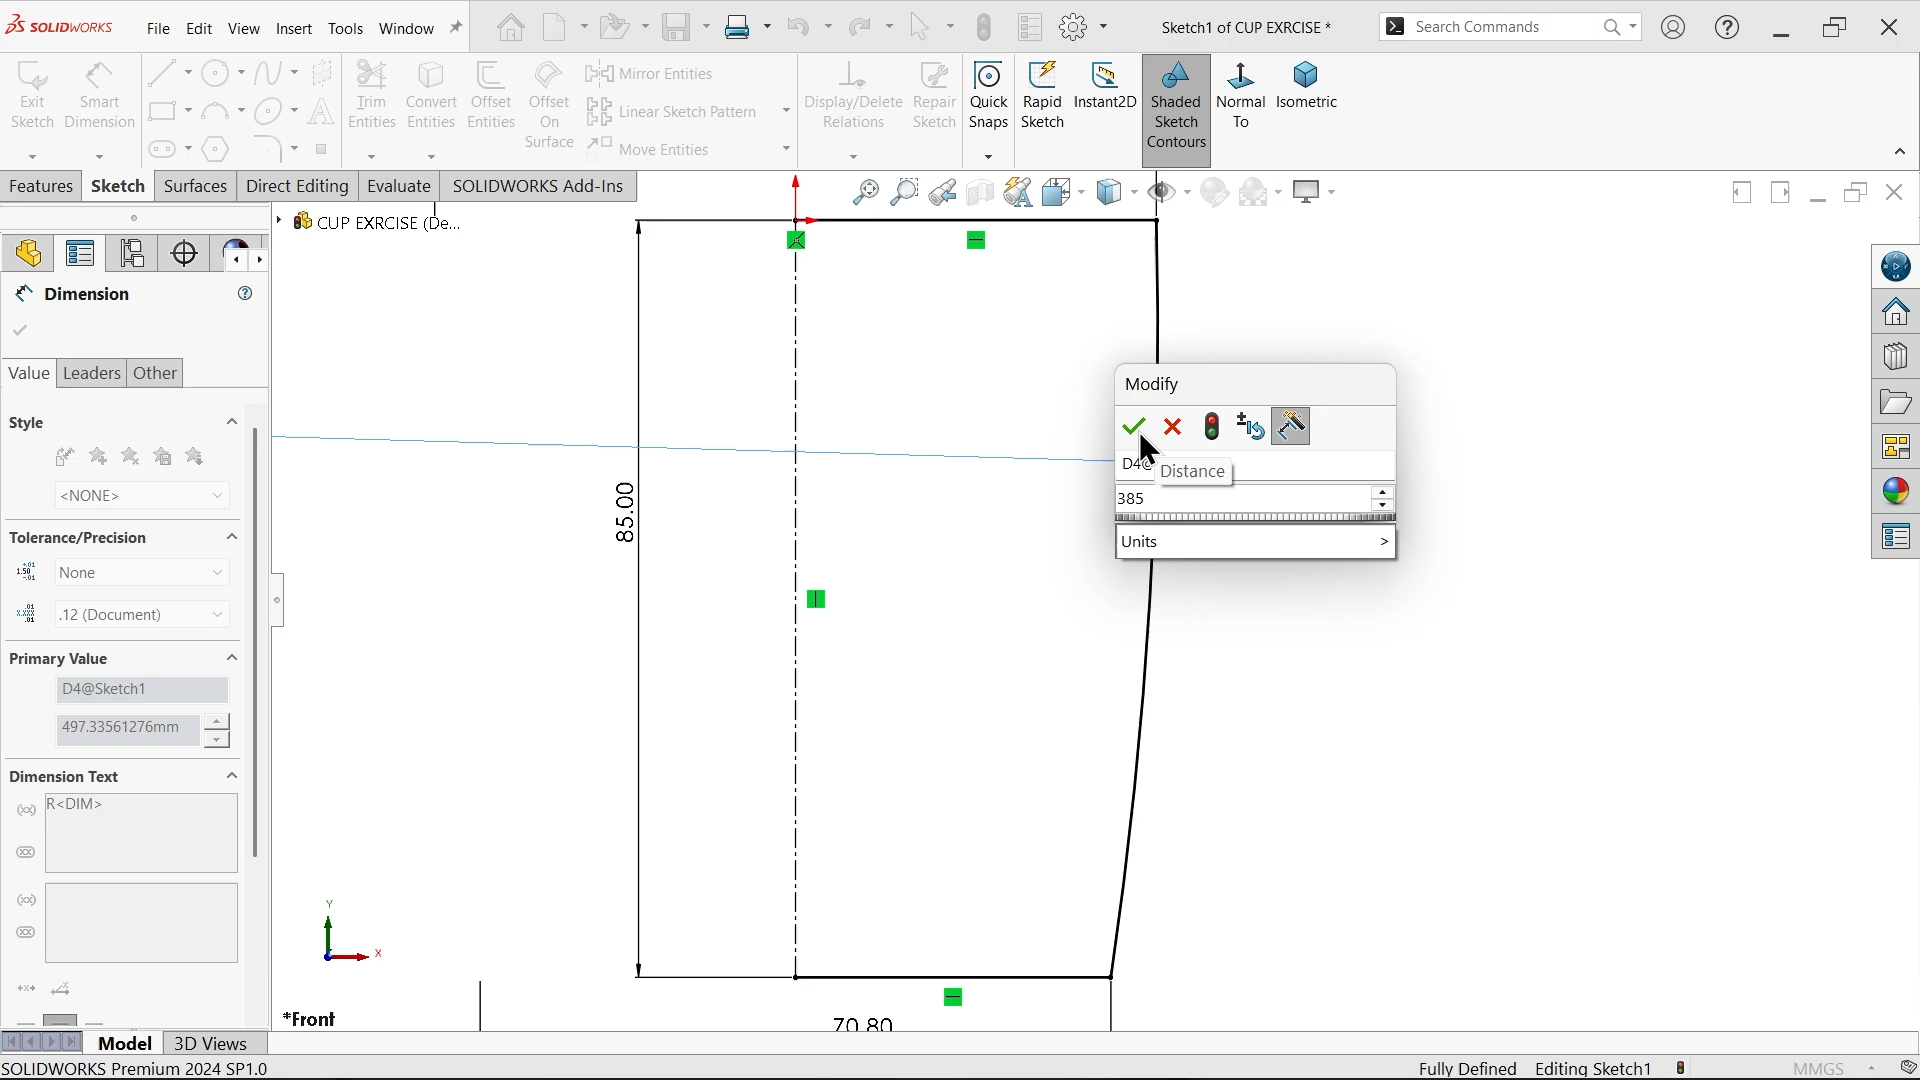 SOLIDWORKS
File Edit View Insert Tools Window
Sketch1 of CUP EXRCISE *
Search Commands
Exit Sketch
Smart Dimension
Trim Entities
Convert Entities
Offset Entities
Offset On Surface
Mirror Entities
Linear Sketch Pattern
Move Entities
Display/Delete Relations
Repair Sketch
Quick Snaps
Rapid Sketch
Instant2D
Shaded Sketch Contours
Normal To
Isometric
Features Sketch Surfaces Direct Editing Evaluate SOLIDWORKS Add-Ins
CUP EXRCISE (De...
Dimension
Value Leaders Other
Style
<NONE>
Tolerance/Precision
None
.12 (Document)
Primary Value
D4@Sketch1
497.33561276mm
Dimension Text
R<DIM>
85.00
Modify
D4@
Distance
385
Units >
Y
X
*Front
70.80
Model 3D Views
SOLIDWORKS Premium 2024 SP1.0
Fully Defined Editing Sketch1 MMGS